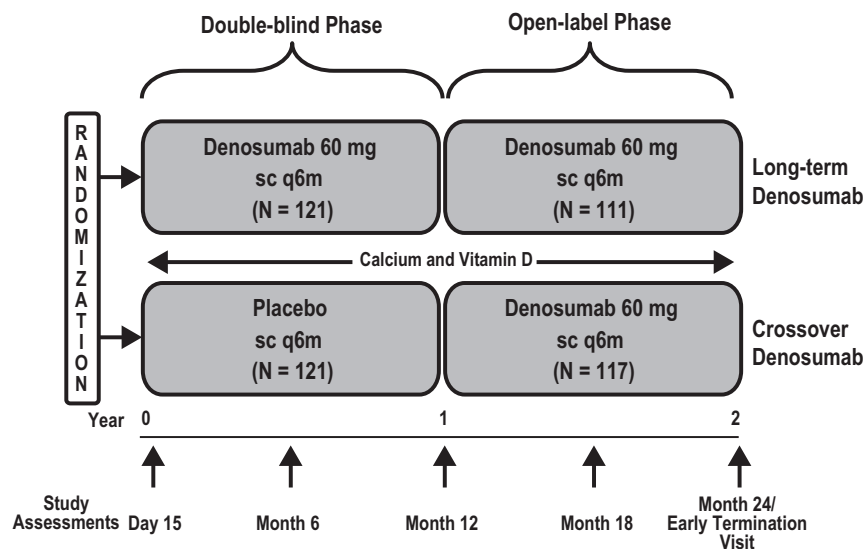 Double-blind Phase
Open-label Phase
RANDOMIZATION
Denosumab 60 mg
sc q6m
(N = 121)
Denosumab 60 mg
sc q6m
(N = 111)
Long-term
Denosumab
Calcium and Vitamin D
Placebo
sc q6m
(N = 121)
Denosumab 60 mg
sc q6m
(N = 117)
Crossover
Denosumab
Year 0 1 2
Study
Assessments
Day 15
Month 6
Month 12
Month 18
Month 24/
Early Termination
Visit